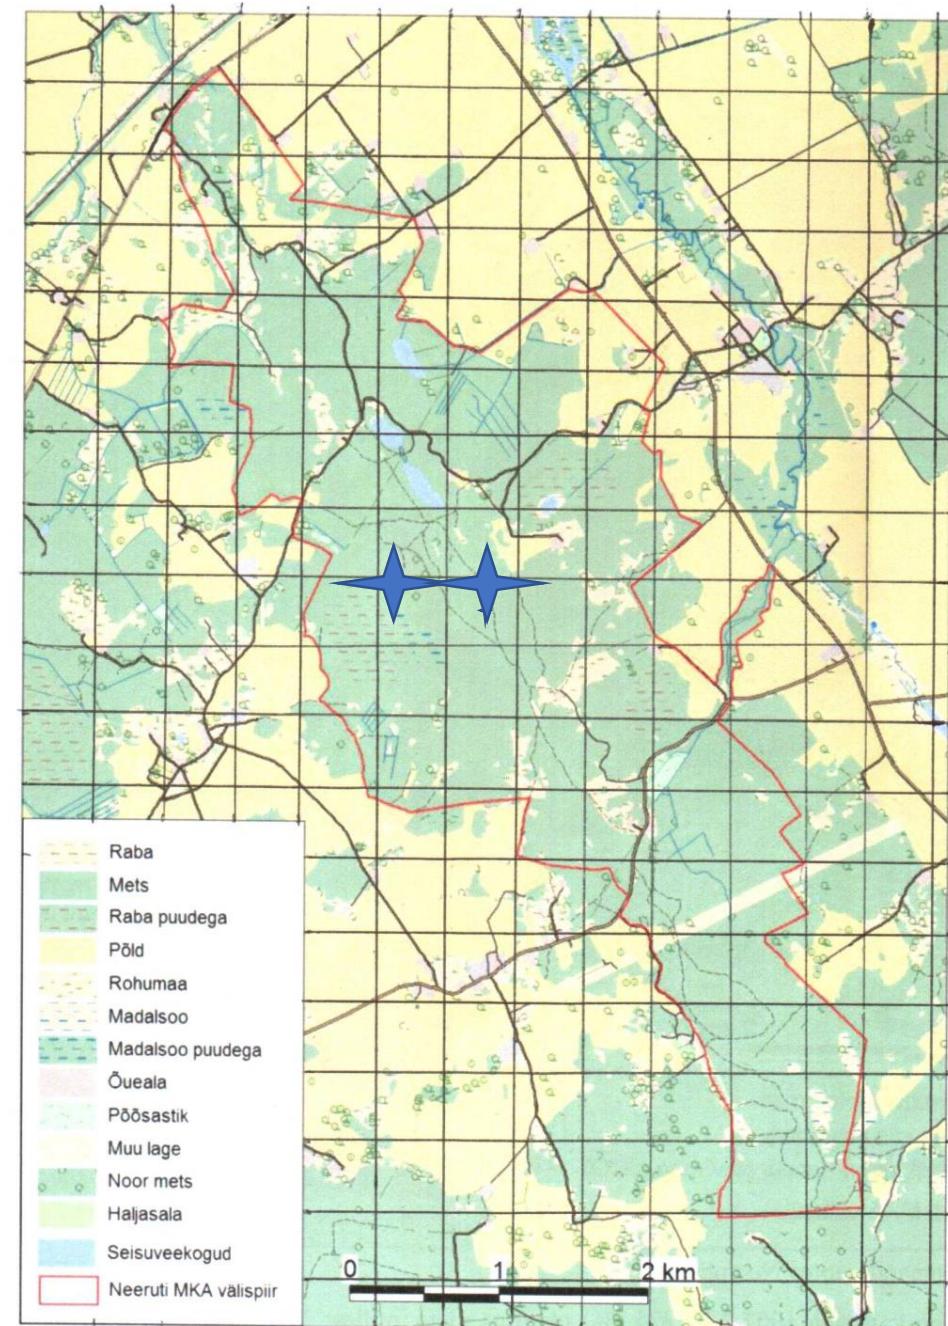 Raba
Mets
Raba puudega
Põld
Rohumaa
Madalsoo
Madalsoo puudega
Õueala
Põõsastik
Muu lage
Noor mets
Haljasala
Seisuveekogud
Neeruti MKA välispiir
0 1 2 km